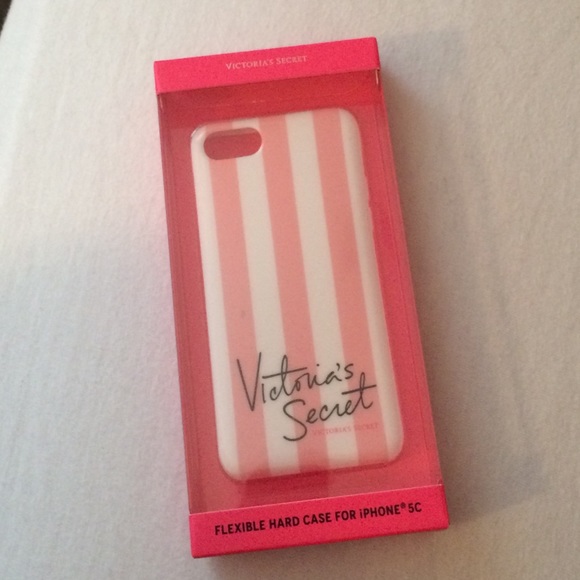 VICTORIA'S SECRET
Victoria's
Secret
VICTORIA'S SECRET
FLEXIBLE HARD CASE FOR iPHONE® 5C